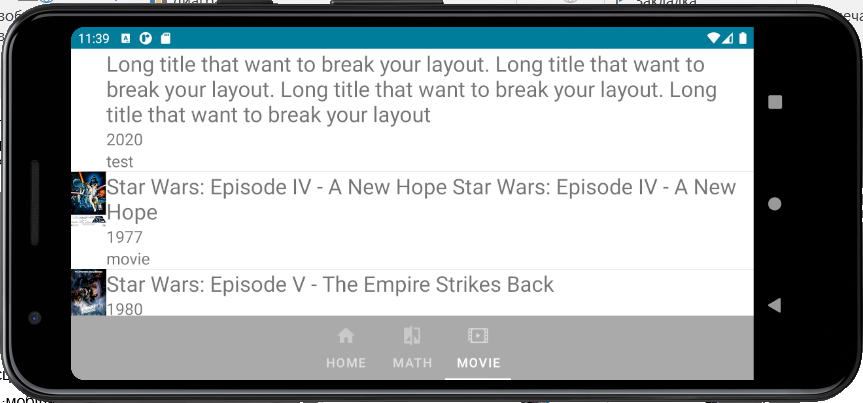 Закладка
11:39
Long title that want to break your layout. Long title that want to
break your layout. Long title that want to break your layout. Long
title that want to break your layout
2020
test
Star Wars: Episode IV - A New Hope Star Wars: Episode IV - A New
Hope
1977
movie
Star Wars: Episode V - The Empire Strikes Back
1980
HOME MATH MOVIE